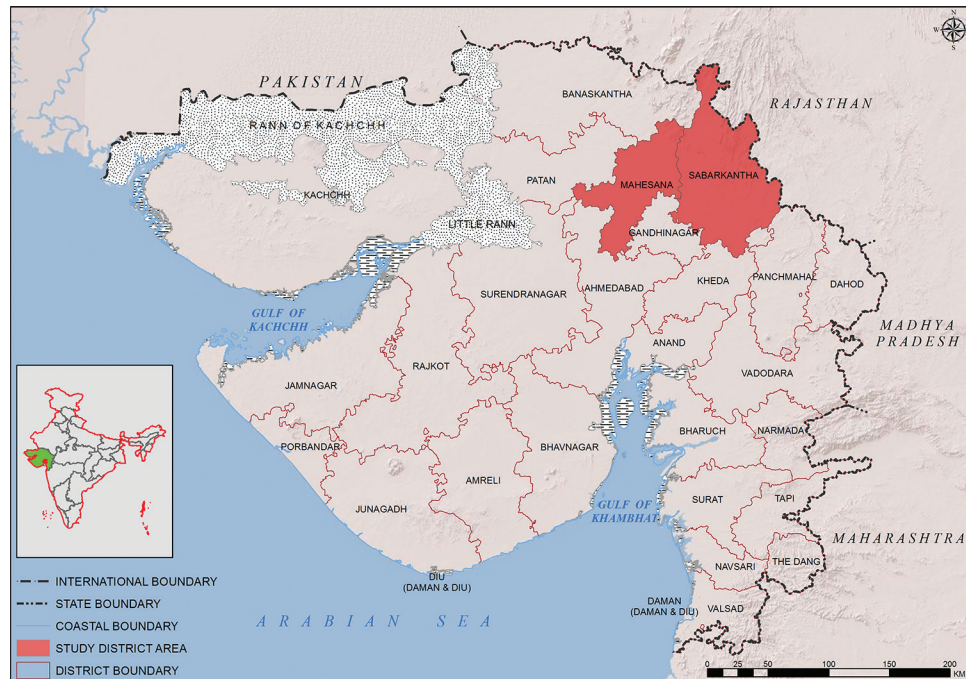 N
W
E
S
PAKISTAN
BANASKANTHA
RAJASTHAN
RANN OF KACHCHH
KACHCHH
PATAN
MAHESANA
SABARKANTHA
LITTLE RANN
GANDHINAGAR
SURENDRANAGAR
AHMEDABAD
KHEDA
PANCHMAHAL
DAHOD
GULF OF
KACHCHH
MADHYA
PRADESH
ANAND
RAJKOT
VADODARA
JAMNAGAR
PORBANDAR
BHAVNAGAR
BHARUCH
NARMADA
AMRELI
JUNAGADH
GULF OF
KHAMBHAT
SURAT
TAPI
MAHARASHTRA
NAVSARI
THE DANG
DIU
(DAMAN & DIU)
DAMAN
(DAMAN & DIU)
VALSAD
ARABIAN SEA
INTERNATIONAL BOUNDARY
STATE BOUNDARY
COASTAL BOUNDARY
STUDY DISTRICT AREA
DISTRICT BOUNDARY
0 25 50 100 150 200
KM